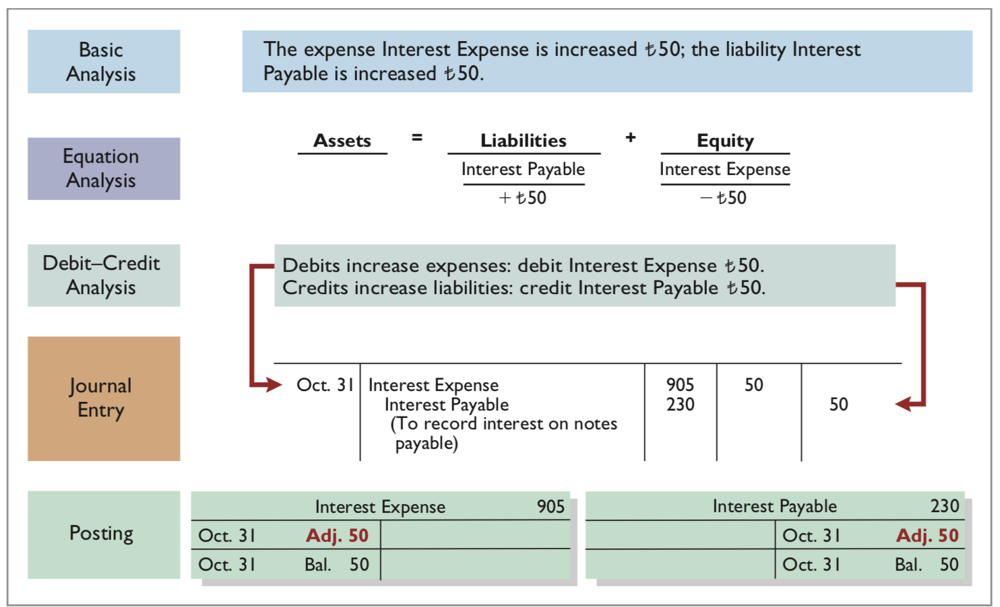 Basic
Analysis
The expense Interest Expense is increased ₺50; the liability Interest
Payable is increased ₺50.
Equation
Analysis
Assets = Liabilities + Equity
Interest Payable Interest Expense
+ ₺50 − ₺50
Debit–Credit
Analysis
Debits increase expenses: debit Interest Expense ₺50.
Credits increase liabilities: credit Interest Payable ₺50.
Journal
Entry
Oct. 31 Interest Expense 905 50
Interest Payable 230 50
(To record interest on notes
payable)
Posting
Interest Expense 905
Oct. 31 Adj. 50
Oct. 31 Bal. 50
Interest Payable 230
Oct. 31 Adj. 50
Oct. 31 Bal. 50